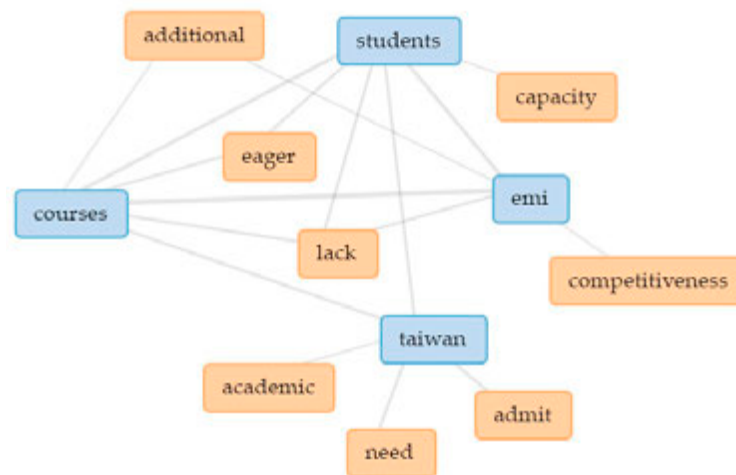 additional
students
capacity
eager
courses
emi
lack
competitiveness
taiwan
academic
admit
need